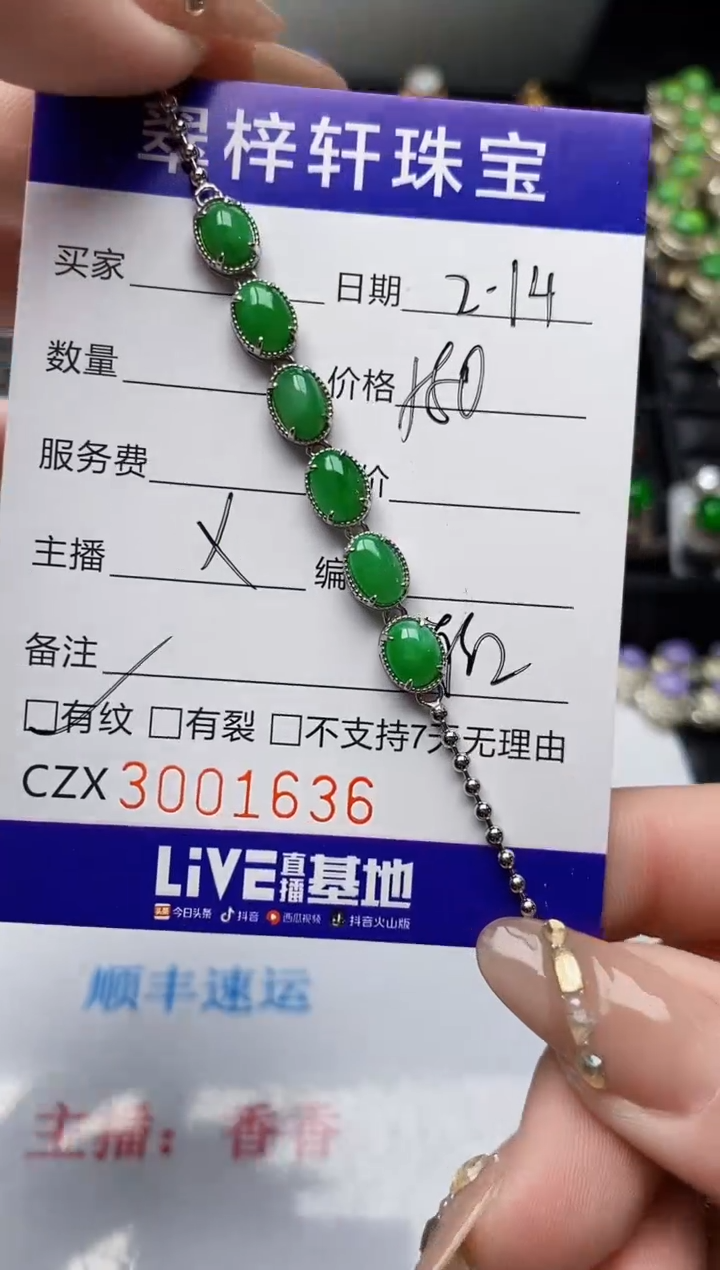 翠梓轩珠宝
买家 日期 2-14
数量 价格 180
服务费 价
主播 X 编
备注
□有纹 □有裂 □不支持7天无理由
CZX 3001636
LiVE直播基地
今日头条 抖音 西瓜视频 抖音火山版
顺丰速运
主播：香香